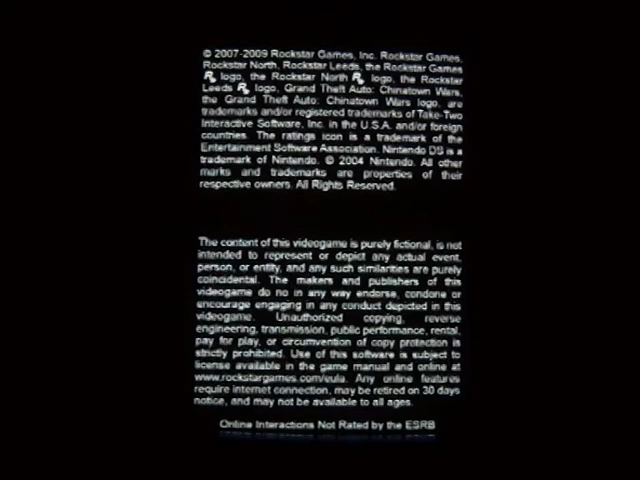 © 2007-2009 Rockstar Games, Inc. Rockstar Games,
Rockstar North, Rockstar Leeds, the Rockstar Games
R* logo, the Rockstar North R* logo, the Rockstar
Leeds R* logo, Grand Theft Auto: Chinatown Wars,
the Grand Theft Auto: Chinatown Wars logo, are
trademarks and/or registered trademarks of Take-Two
Interactive Software, Inc. in the U.S.A. and/or foreign
countries. The ratings icon is a trademark of the
Entertainment Software Association. Nintendo DS is a
trademark of Nintendo. © 2004 Nintendo. All other
marks and trademarks are properties of their
respective owners. All Rights Reserved.
The content of this videogame is purely fictional, is not
intended to represent or depict any actual event,
person, or entity, and any such similarities are purely
coincidental. The makers and publishers of this
videogame do no in any way endorse, condone or
encourage engaging in any conduct depicted in this
videogame. Unauthorized copying, reverse
engineering, transmission, public performance, rental,
pay for play, or circumvention of copy protection is
strictly prohibited. Use of this software is subject to
license available in the game manual and online at
www.rockstargames.com/eula. Any online features
require internet connection, may be retired on 30 days
notice, and may not be available to all ages.
Online Interactions Not Rated by the ESRB